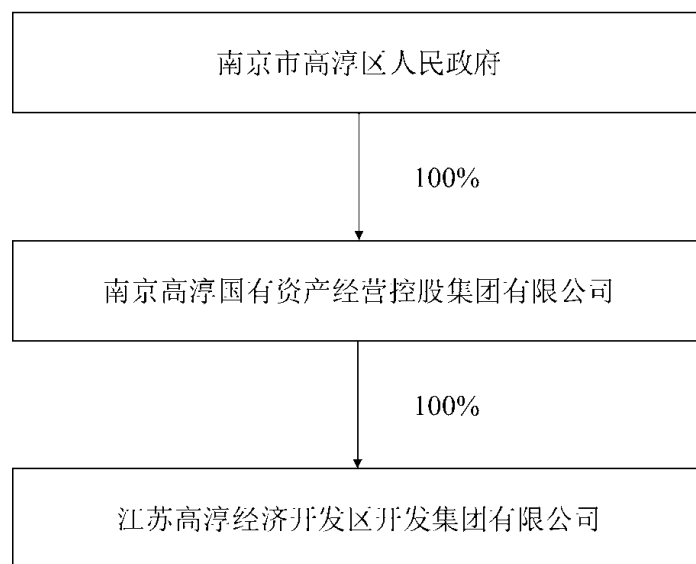 南京市高淳区人民政府
100%
南京高淳国有资产经营控股集团有限公司
100%
江苏高淳经济开发区开发集团有限公司